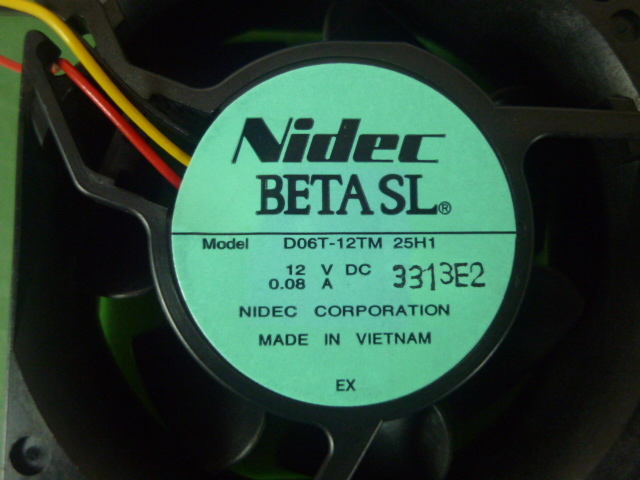 Nidec
BETA SL®
Model D06T-12TM 25H1
12 V DC
0.08 A 3313E2
NIDEC CORPORATION
MADE IN VIETNAM
EX